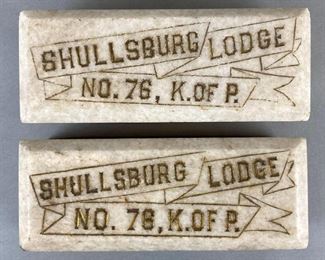 SHULLSBURG LODGE
NO. 76, K. OF P.
SHULLSBURG LODGE
NO. 76, K. OF P.